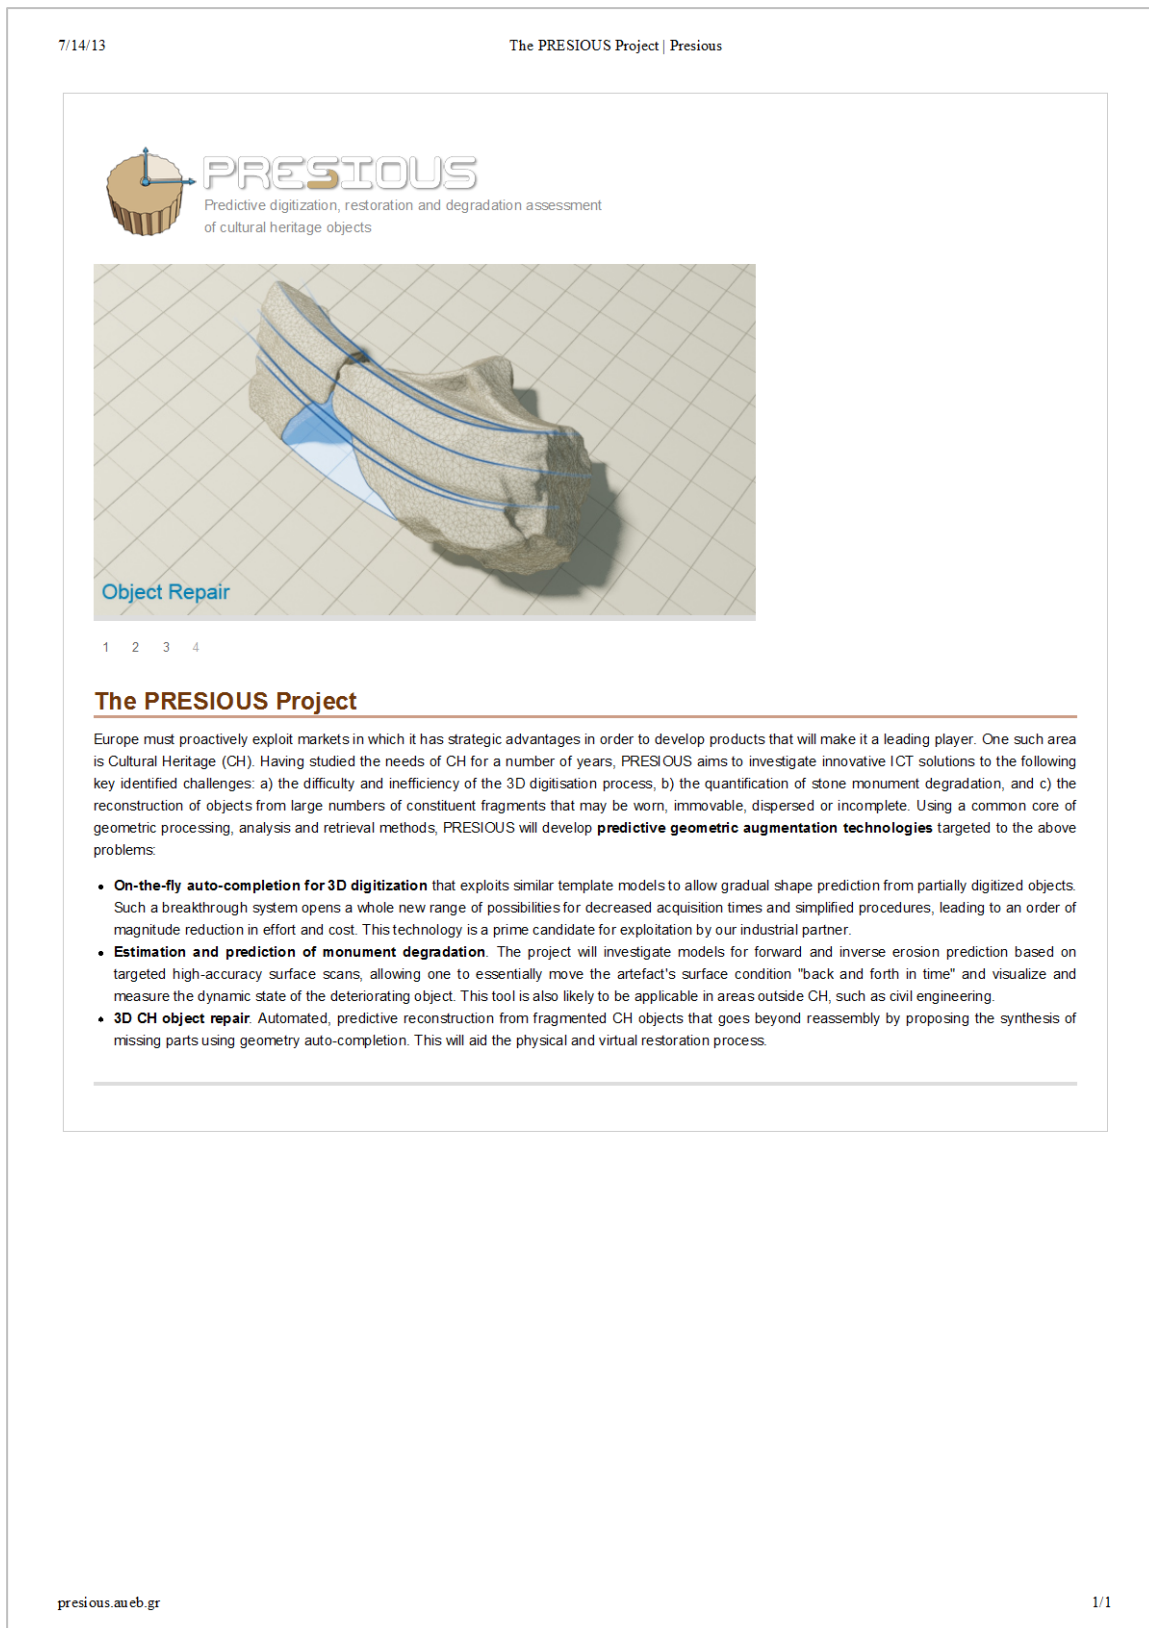 7/14/13
The PRESIOUS Project | Presious
PRESIOUS
Predictive digitization, restoration and degradation assessment
of cultural heritage objects
Object Repair
1 2 3 4
The PRESIOUS Project
Europe must proactively exploit markets in which it has strategic advantages in order to develop products that will make it a leading player. One such area
is Cultural Heritage (CH). Having studied the needs of CH for a number of years, PRESIOUS aims to investigate innovative ICT solutions to the following
key identified challenges: a) the difficulty and inefficiency of the 3D digitisation process, b) the quantification of stone monument degradation, and c) the
reconstruction of objects from large numbers of constituent fragments that may be worn, immovable, dispersed or incomplete. Using a common core of
geometric processing, analysis and retrieval methods, PRESIOUS will develop predictive geometric augmentation technologies targeted to the above
problems:
• On-the-fly auto-completion for 3D digitization that exploits similar template models to allow gradual shape prediction from partially digitized objects.
Such a breakthrough system opens a whole new range of possibilities for decreased acquisition times and simplified procedures, leading to an order of
magnitude reduction in effort and cost. This technology is a prime candidate for exploitation by our industrial partner.
• Estimation and prediction of monument degradation. The project will investigate models for forward and inverse erosion prediction based on
targeted high-accuracy surface scans, allowing one to essentially move the artefact's surface condition "back and forth in time" and visualize and
measure the dynamic state of the deteriorating object. This tool is also likely to be applicable in areas outside CH, such as civil engineering.
• 3D CH object repair. Automated, predictive reconstruction from fragmented CH objects that goes beyond reassembly by proposing the synthesis of
missing parts using geometry auto-completion. This will aid the physical and virtual restoration process.
presious.aueb.gr
1/1